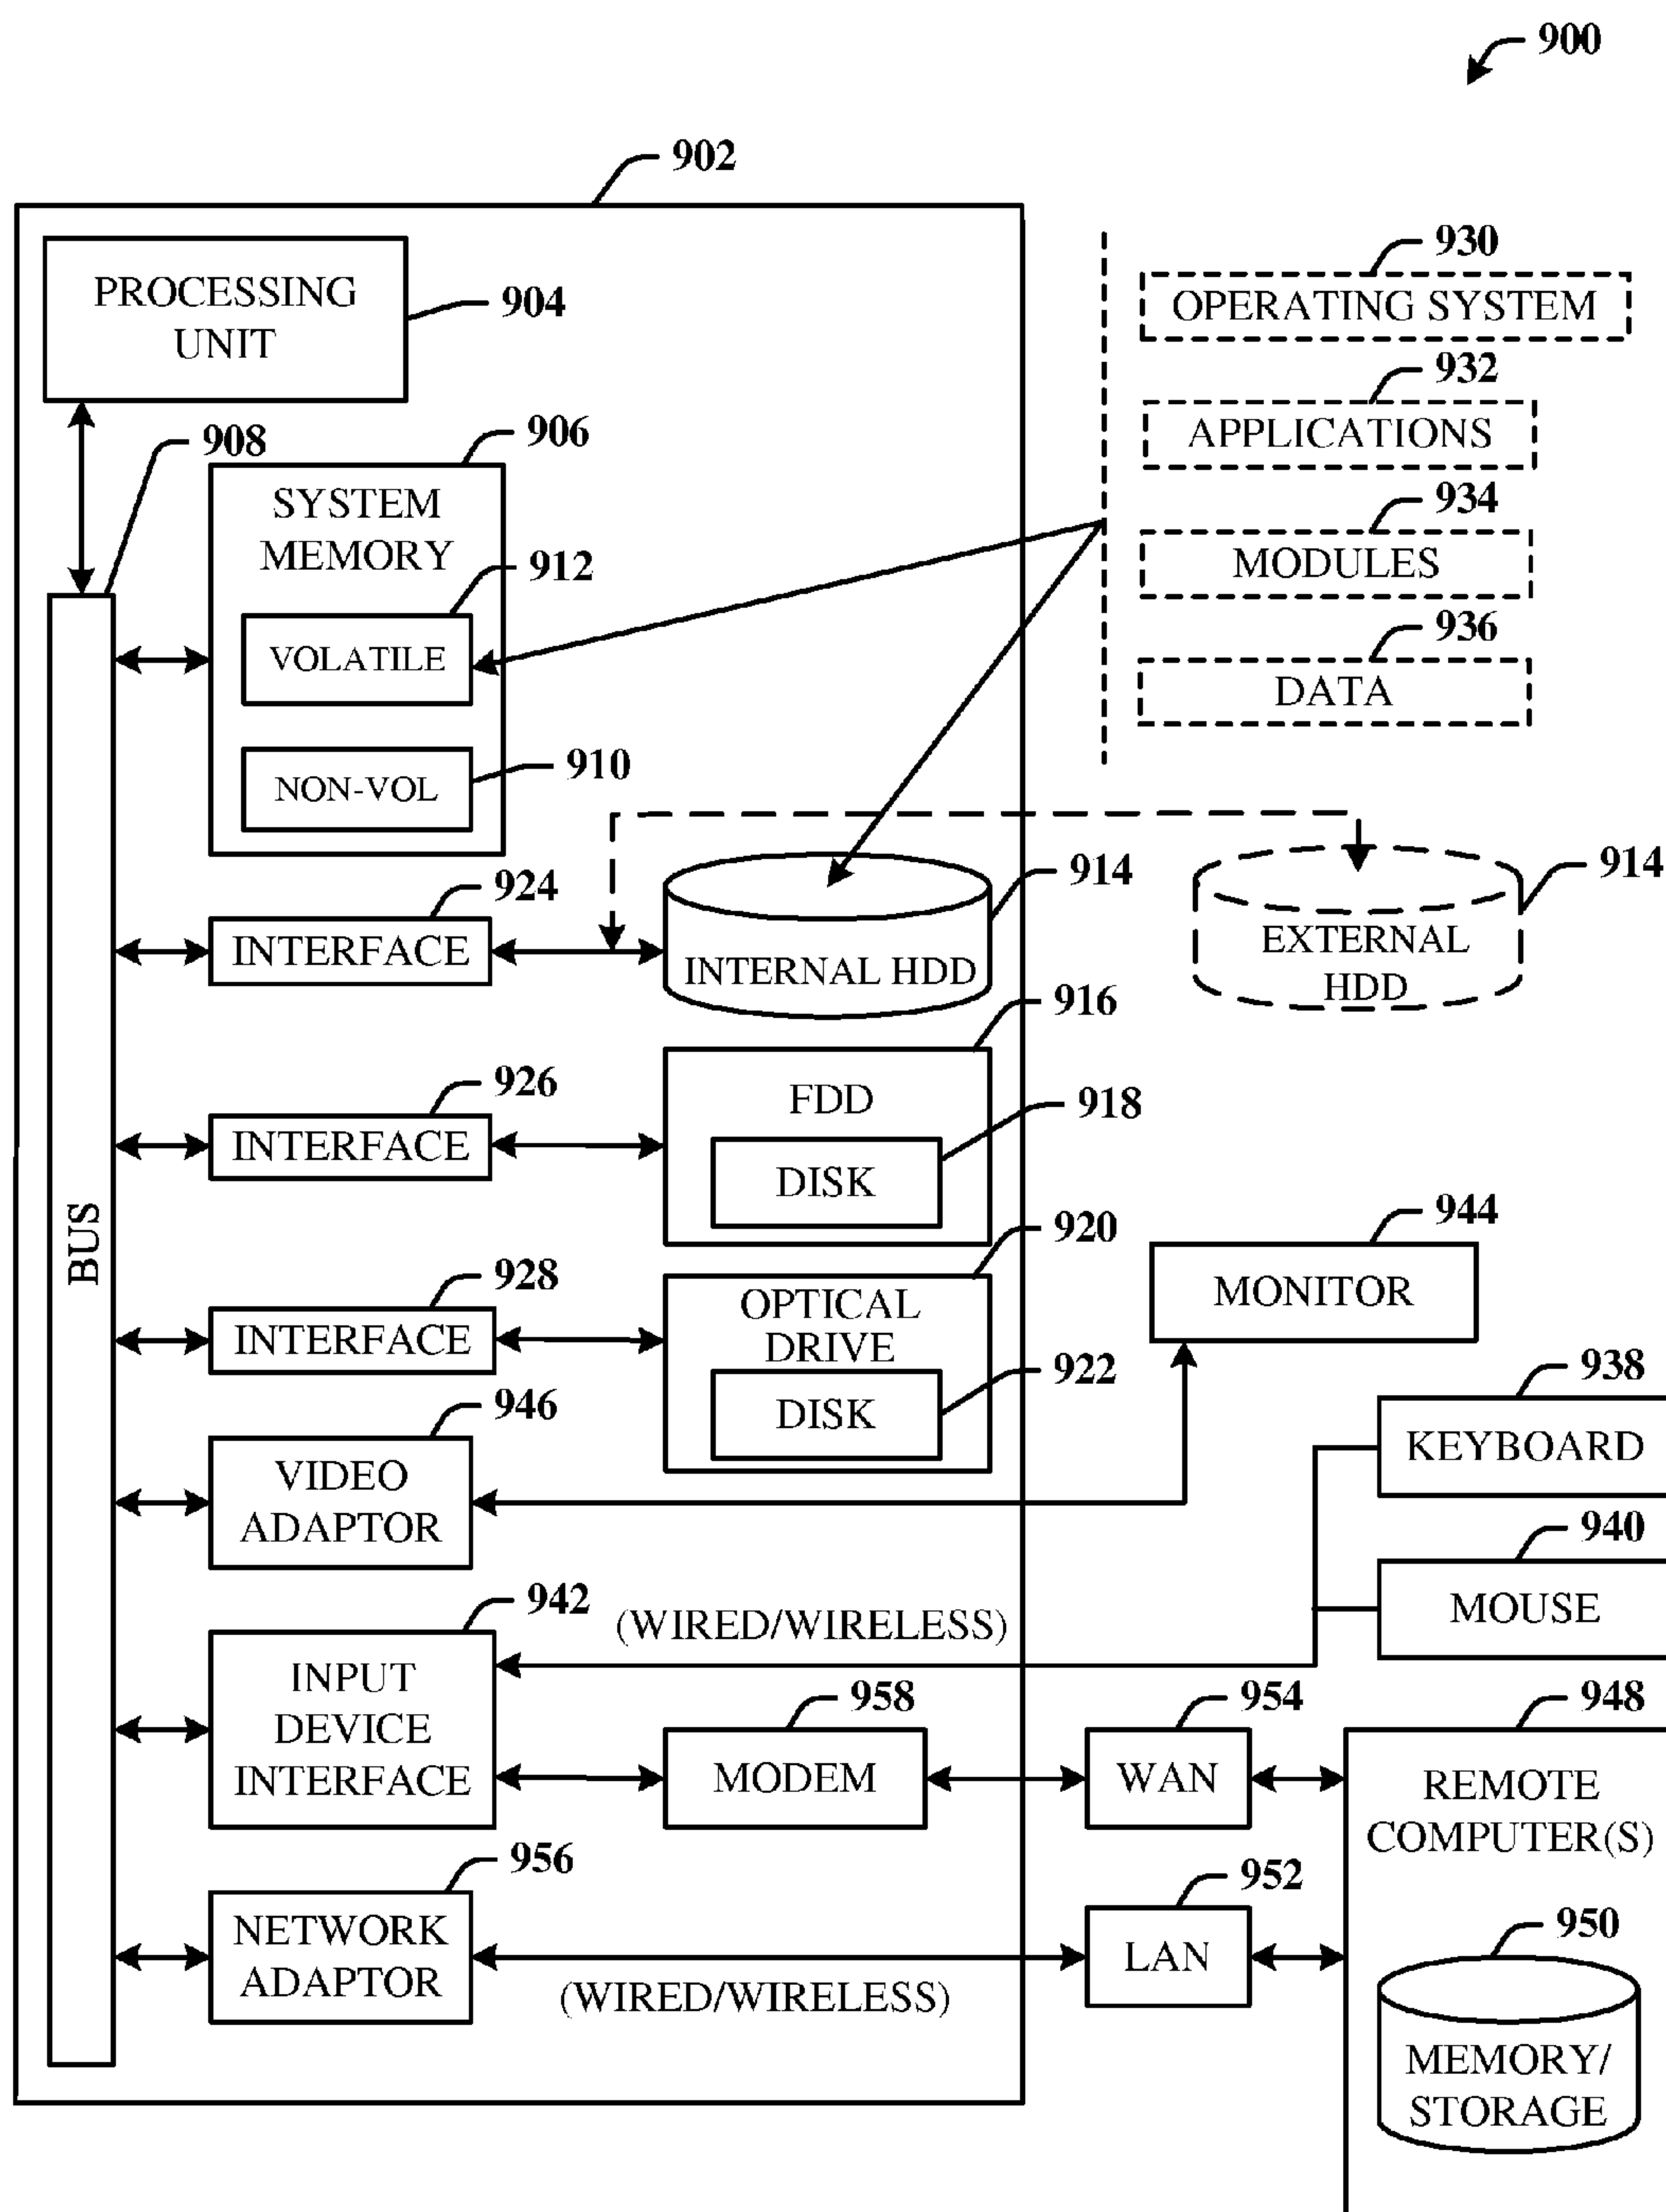 900
902
PROCESSING
UNIT
904
930
OPERATING SYSTEM
932
APPLICATIONS
934
MODULES
936
DATA
908
906
SYSTEM
MEMORY
912
VOLATILE
910
NON-VOL
924
INTERFACE
914
INTERNAL HDD
914
EXTERNAL
HDD
916
FDD
918
DISK
926
INTERFACE
BUS
920
OPTICAL
DRIVE
922
DISK
928
INTERFACE
944
MONITOR
946
VIDEO
ADAPTOR
938
KEYBOARD
940
MOUSE
942
INPUT
DEVICE
INTERFACE
(WIRED/WIRELESS)
958
MODEM
954
WAN
948
REMOTE
COMPUTER(S)
956
NETWORK
ADAPTOR
(WIRED/WIRELESS)
952
LAN
950
MEMORY/
STORAGE